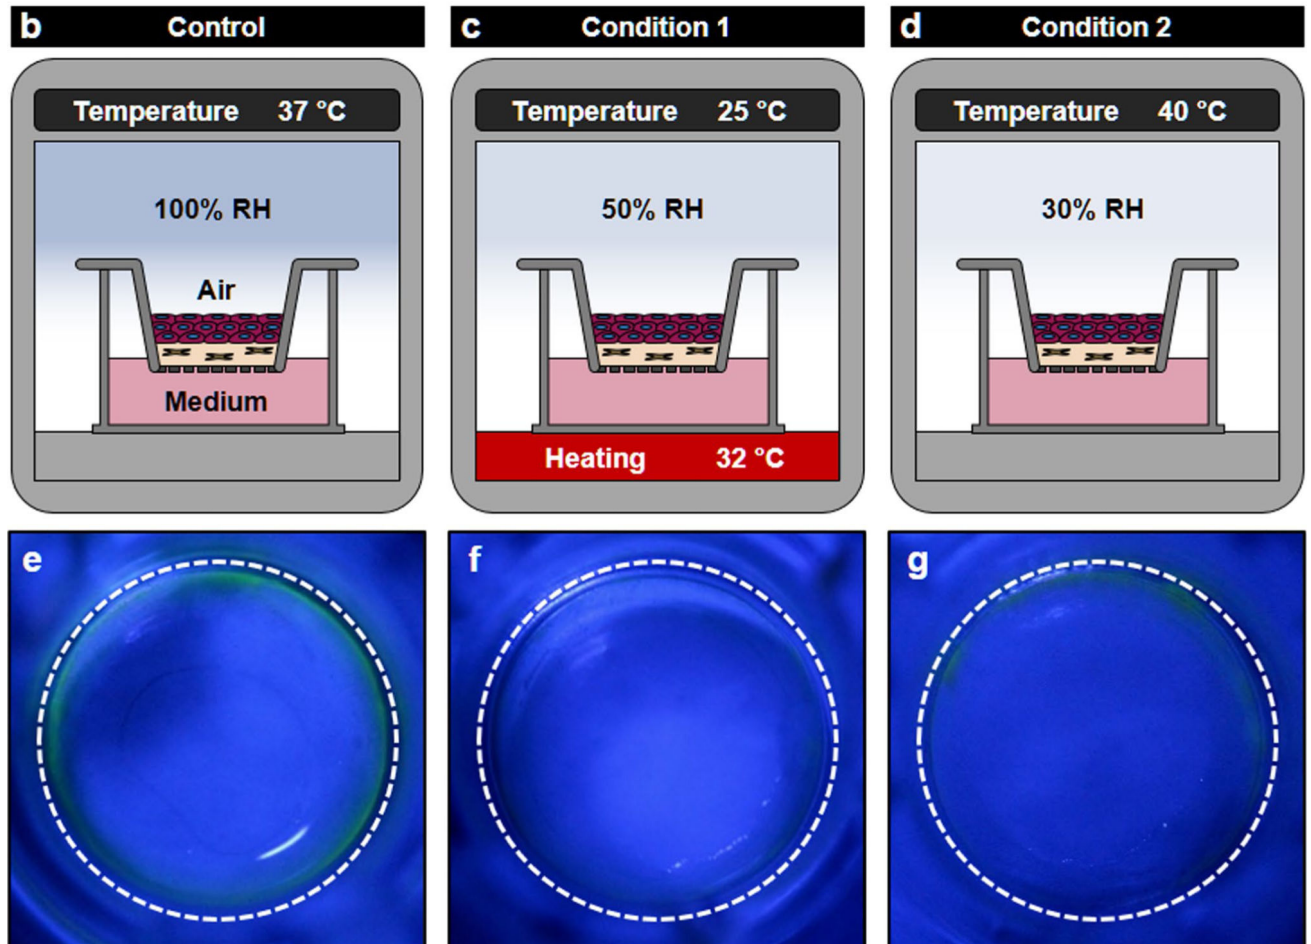 b Control
c Condition 1
d Condition 2
Temperature 37 °C
Temperature 25 °C
Temperature 40 °C
100% RH
50% RH
30% RH
Air
Medium
Heating 32 °C
e
f
g